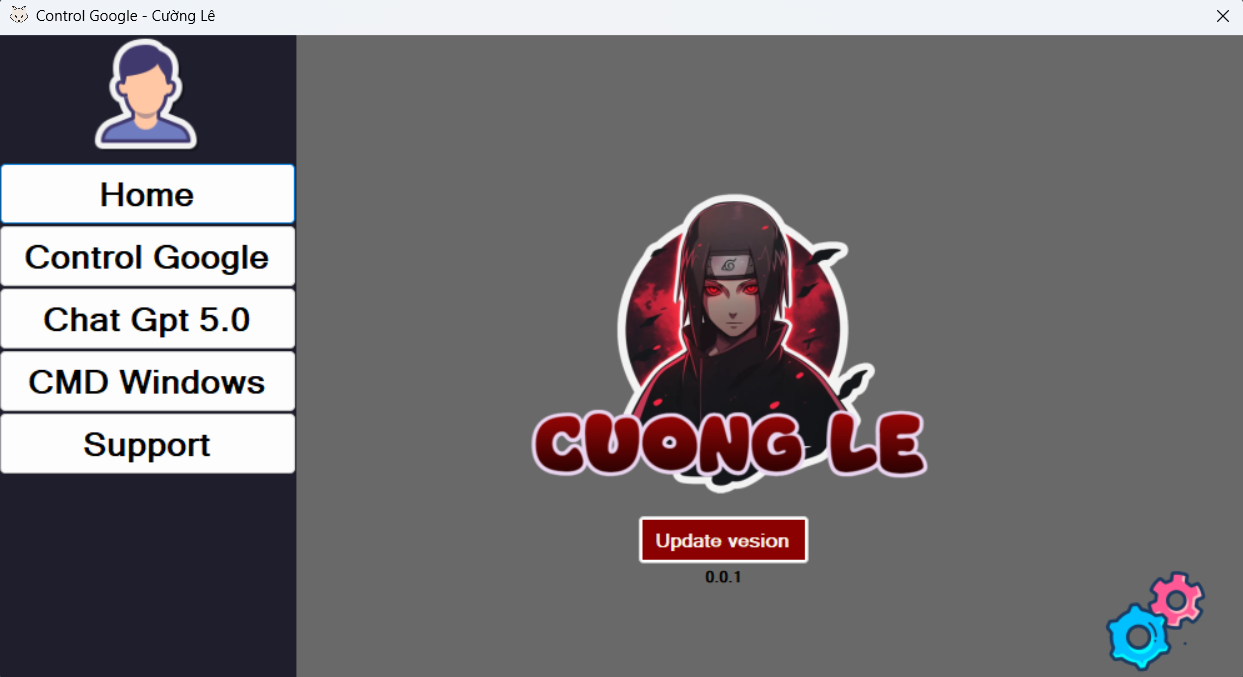 Control Google - Cường Lê
Home
Control Google
Chat Gpt 5.0
CMD Windows
Support
CUONG LE
Update vesion
0.0.1